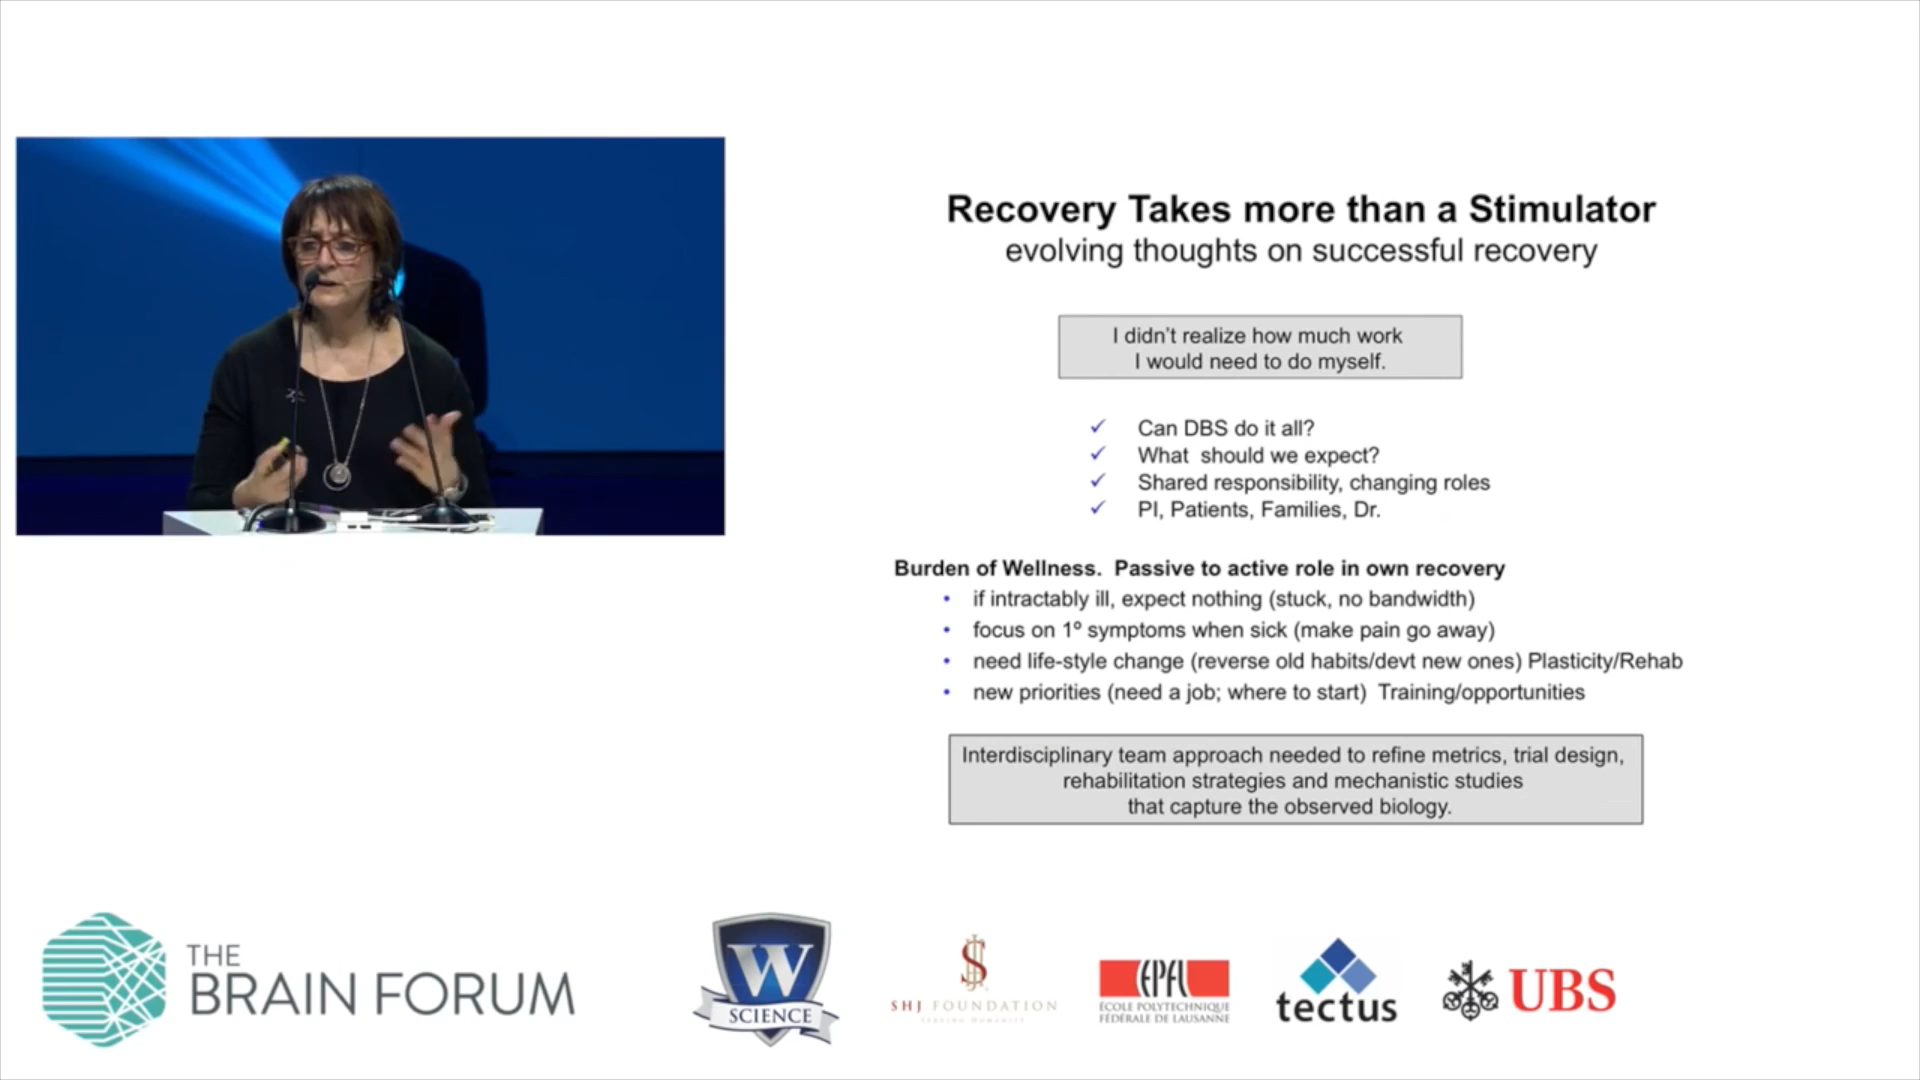 Recovery Takes more than a Stimulator
evolving thoughts on successful recovery
I didn't realize how much work
I would need to do myself.
✓ Can DBS do it all?
✓ What should we expect?
✓ Shared responsibility, changing roles
✓ PI, Patients, Families, Dr.
Burden of Wellness. Passive to active role in own recovery
• if intractably ill, expect nothing (stuck, no bandwidth)
• focus on 1º symptoms when sick (make pain go away)
• need life-style change (reverse old habits/devt new ones) Plasticity/Rehab
• new priorities (need a job; where to start) Training/opportunities
Interdisciplinary team approach needed to refine metrics, trial design,
rehabilitation strategies and mechanistic studies
that capture the observed biology.
THE
BRAIN FORUM
W
SCIENCE
SHJ FOUNDATION
SERVING HUMANITY
EPFL
ÉCOLE POLYTECHNIQUE
FÉDÉRALE DE LAUSANNE
tectus
UBS